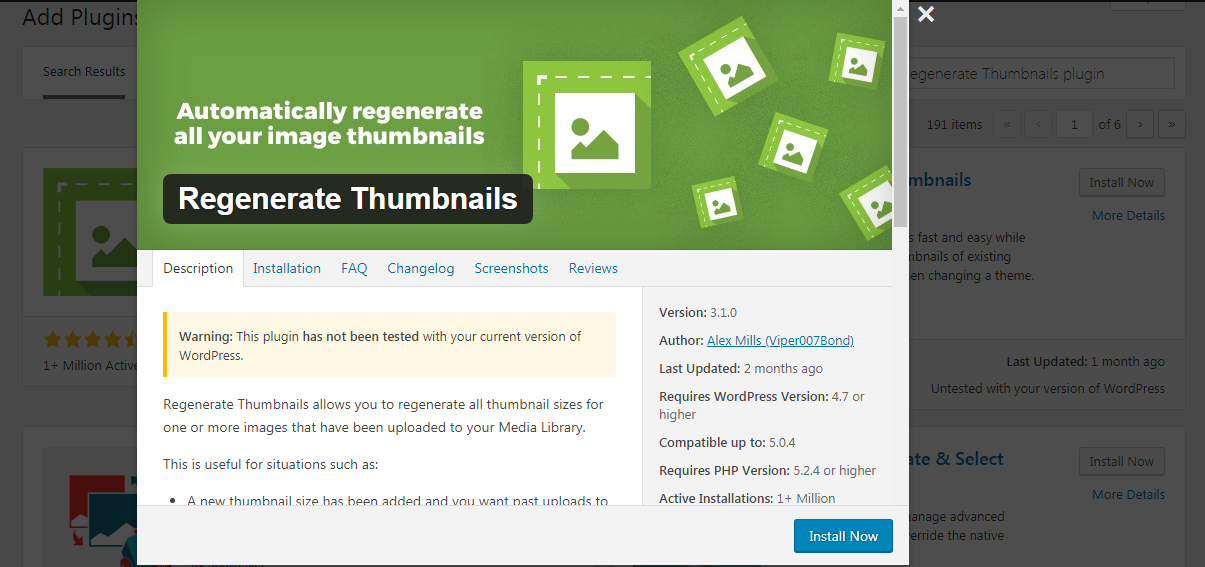 Add Plugins
Search Results
egenerate Thumbnails plugin
191 items « ‹ 1 of 6 › »
Automatically regenerate
all your image thumbnails
Regenerate Thumbnails
Description Installation FAQ Changelog Screenshots Reviews
Warning: This plugin has not been tested with your current version of
WordPress.
Regenerate Thumbnails allows you to regenerate all thumbnail sizes for
one or more images that have been uploaded to your Media Library.
This is useful for situations such as:
• A new thumbnail size has been added and you want past uploads to
Version: 3.1.0
Author: Alex Mills (Viper007Bond)
Last Updated: 2 months ago
Requires WordPress Version: 4.7 or
higher
Compatible up to: 5.0.4
Requires PHP Version: 5.2.4 or higher
Active Installations: 1+ Million
Install Now
1+ Million Active
mbnails
Install Now
More Details
s fast and easy while
mbnails of existing
en changing a theme.
Last Updated: 1 month ago
Untested with your version of WordPress
ate & Select
Install Now
More Details
anage advanced
erride the native